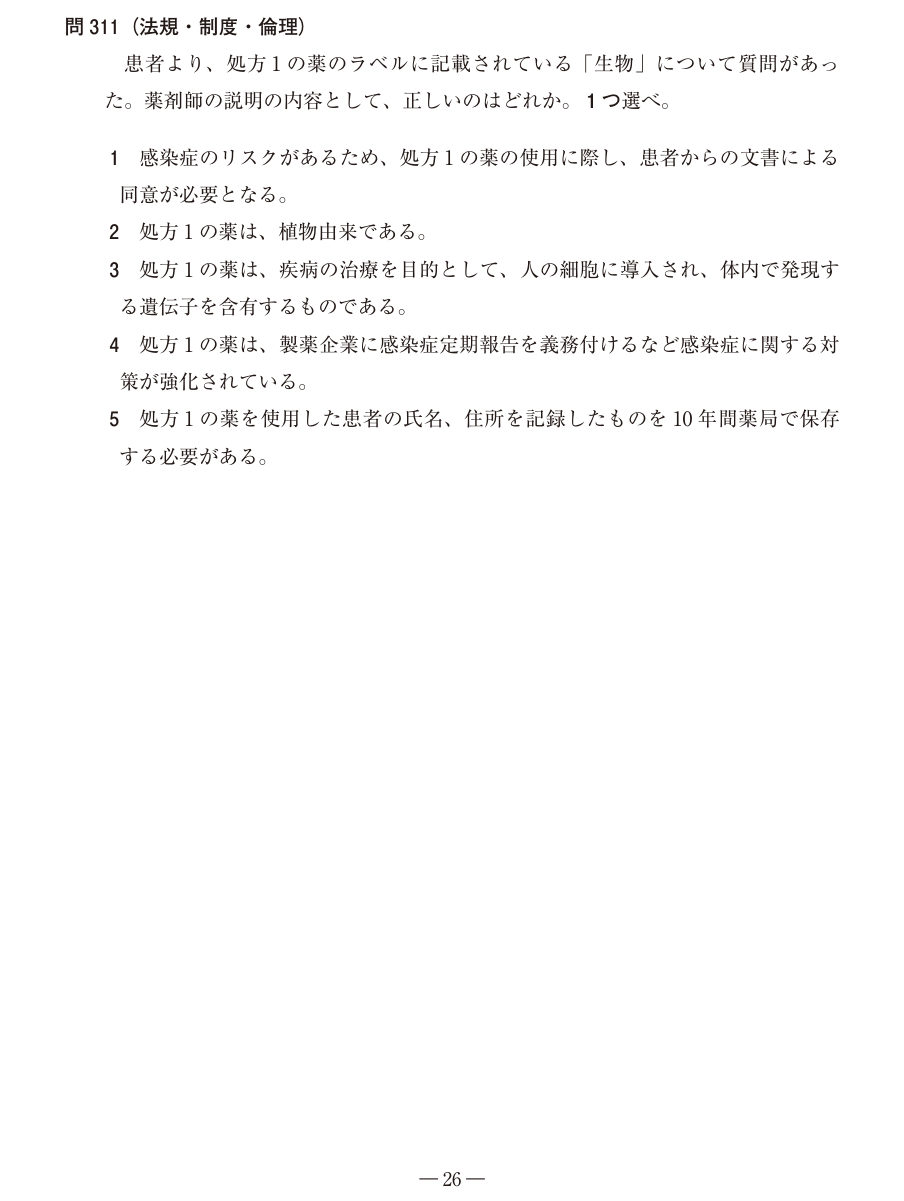 問 311（法規・制度・倫理）
患者より、処方１の薬のラベルに記載されている「生物」について質問があっ
た。薬剤師の説明の内容として、正しいのはどれか。１つ選べ。
1 感染症のリスクがあるため、処方１の薬の使用に際し、患者からの文書による
同意が必要となる。
2 処方１の薬は、植物由来である。
3 処方１の薬は、疾病の治療を目的として、人の細胞に導入され、体内で発現す
る遺伝子を含有するものである。
4 処方１の薬は、製薬企業に感染症定期報告を義務付けるなど感染症に関する対
策が強化されている。
5 処方１の薬を使用した患者の氏名、住所を記録したものを 10 年間薬局で保存
する必要がある。
― 26 ―